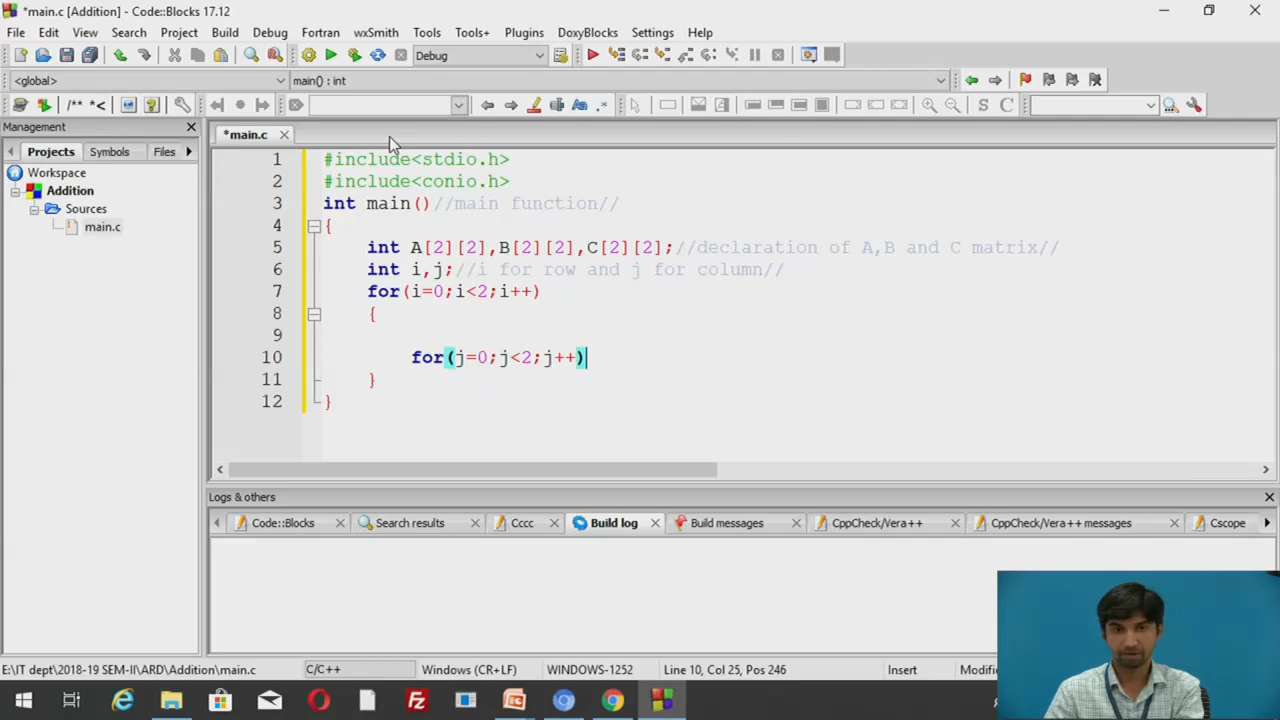 *main.c [Addition] - Code::Blocks 17.12
File Edit View Search Project Build Debug Fortran wxSmith Tools Tools+ Plugins DoxyBlocks Settings Help
Debug
<global> main() : int
/** *<
S C
Management
Projects Symbols Files
Workspace
Addition
Sources
main.c
*main.c
1 #include<stdio.h>
2 #include<conio.h>
3 int main()//main function//
4 {
5 int A[2][2],B[2][2],C[2][2];//declaration of A,B and C matrix//
6 int i,j;//i for row and j for column//
7 for(i=0;i<2;i++)
8 {
9
10 for(j=0;j<2;j++)
11 }
12 }
Logs & others
Code::Blocks Search results Cccc Build log Build messages CppCheck/Vera++ CppCheck/Vera++ messages Cscope
E:\IT dept\2018-19 SEM-II\ARD\Addition\main.c C/C++ Windows (CR+LF) WINDOWS-1252 Line 10, Col 25, Pos 246 Insert